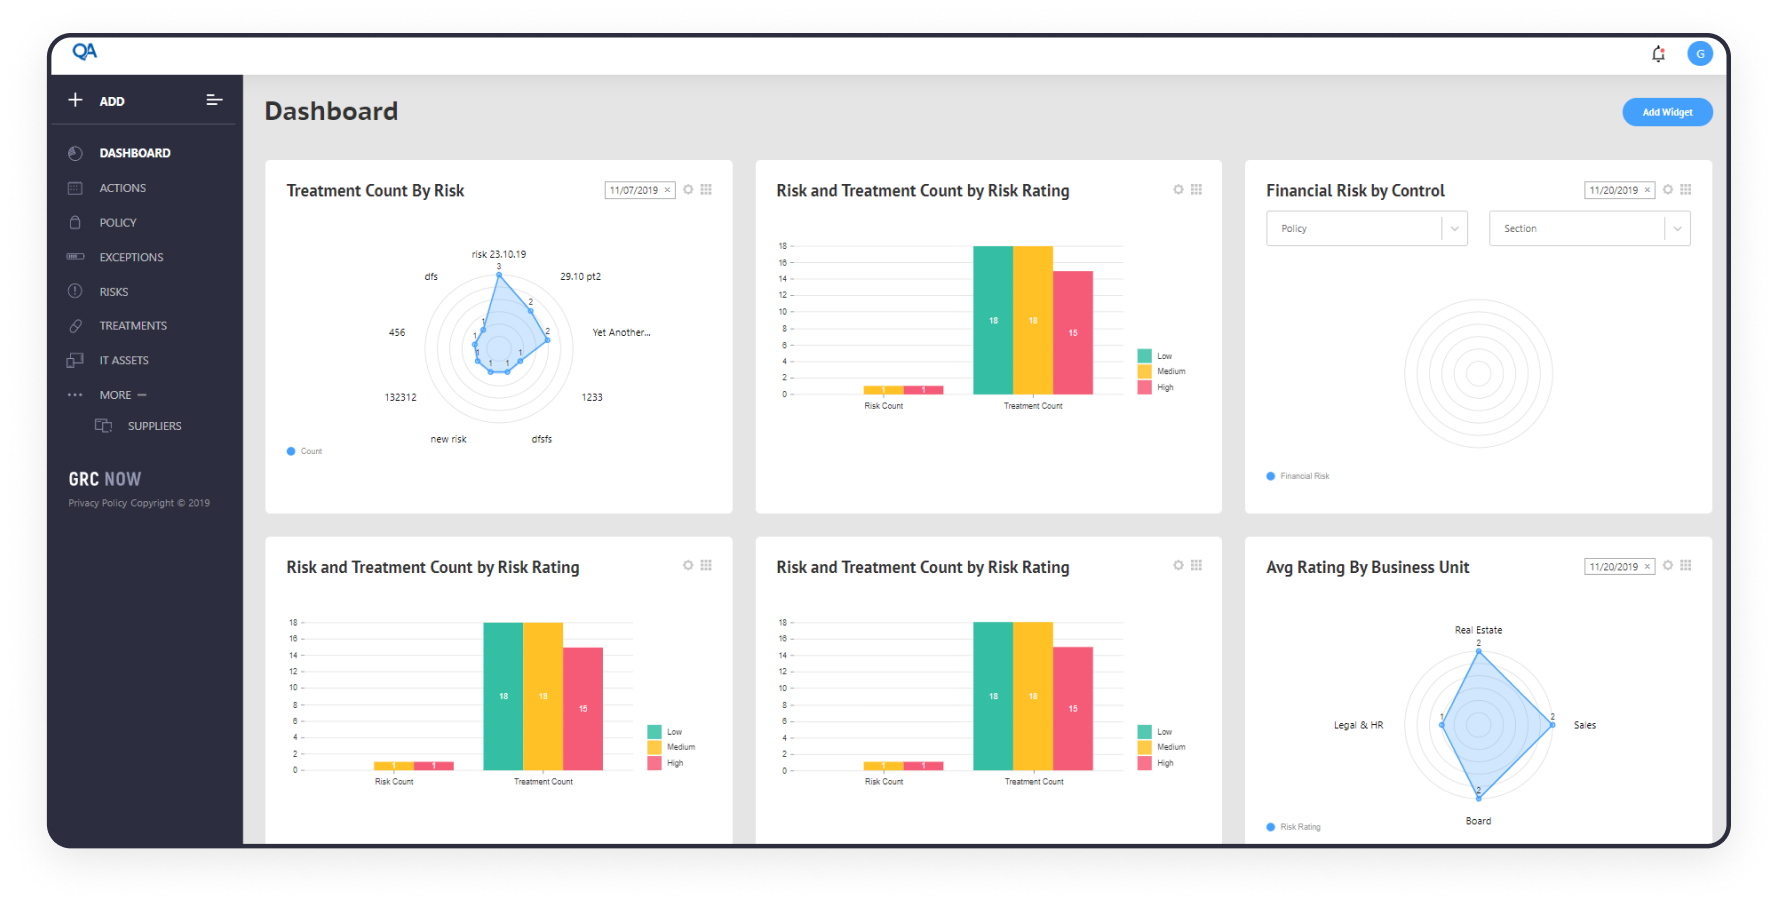 QA
G
ADD
DASHBOARD
ACTIONS
POLICY
EXCEPTIONS
RISKS
TREATMENTS
IT ASSETS
MORE
SUPPLIERS
GRC NOW
Privacy Policy Copyright © 2019
Dashboard
Add Widget
Treatment Count By Risk
11/07/2019 ×
risk 23.10.19
3
dfs
29.10 pt2
2
1
456
1
2
Yet Another...
1
1
1
1
132312
1233
new risk
dfsfs
Count
Risk and Treatment Count by Risk Rating
18
16
14
12
10
8
6
4
2
0
1
1
18
18
15
Risk Count
Treatment Count
Low
Medium
High
Financial Risk by Control
11/20/2019 ×
Policy
Section
Financial Risk
Risk and Treatment Count by Risk Rating
18
16
14
12
10
8
6
4
2
0
1
1
18
18
15
Risk Count
Treatment Count
Low
Medium
High
Risk and Treatment Count by Risk Rating
18
16
14
12
10
8
6
4
2
0
1
1
18
18
15
Risk Count
Treatment Count
Low
Medium
High
Avg Rating By Business Unit
11/20/2019 ×
Real Estate
2
Legal & HR
1
2
Sales
2
Board
Risk Rating